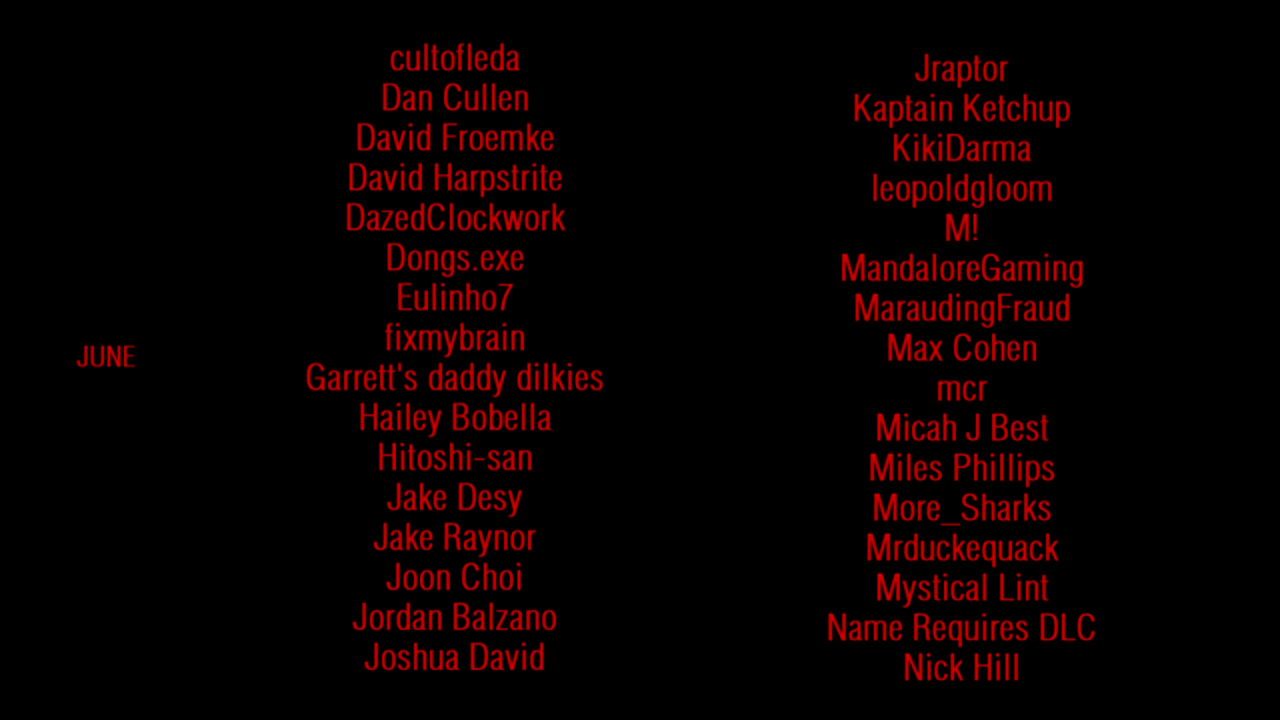 JUNE
cultofleda
Dan Cullen
David Froemke
David Harpstrite
DazedClockwork
Dongs.exe
Eulinho7
fixmybrain
Garrett's daddy dilkies
Hailey Bobella
Hitoshi-san
Jake Desy
Jake Raynor
Joon Choi
Jordan Balzano
Joshua David
Jraptor
Kaptain Ketchup
KikiDarma
leopoldgloom
M!
MandaloreGaming
MaraudingFraud
Max Cohen
mcr
Micah J Best
Miles Phillips
More_Sharks
Mrduckequack
Mystical Lint
Name Requires DLC
Nick Hill